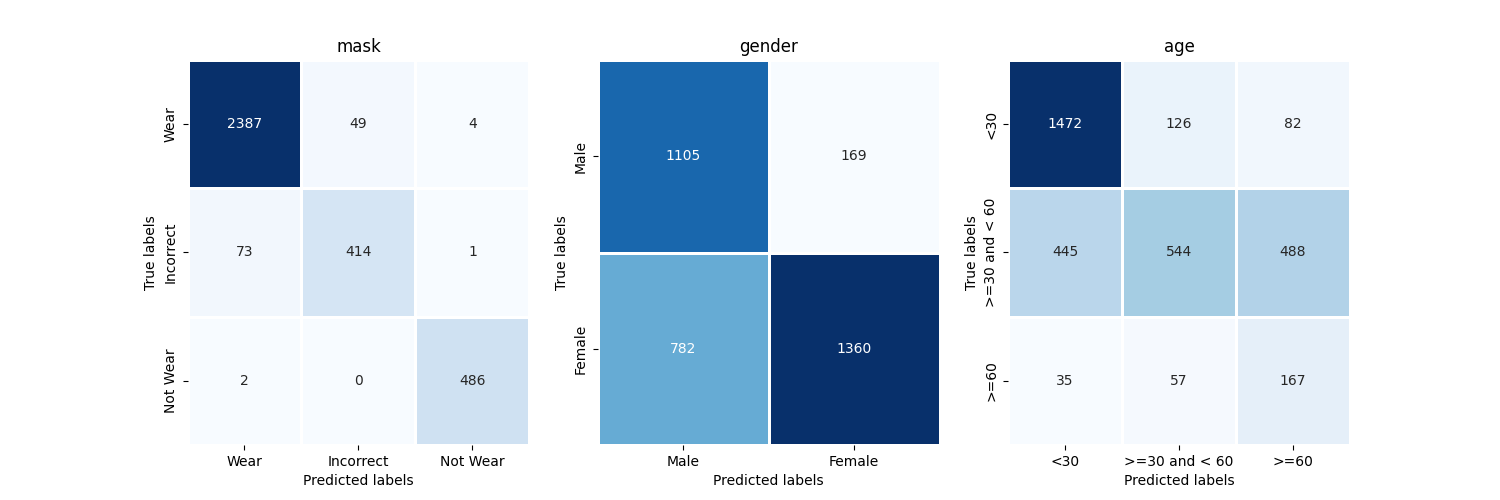 mask
True labels
Wear
Incorrect
Not Wear
2387 49 4
73 414 1
2 0 486
Wear Incorrect Not Wear
Predicted labels
gender
True labels
Male
Female
1105 169
782 1360
Male Female
Predicted labels
age
True labels
<30
>=30 and < 60
>=60
1472 126 82
445 544 488
35 57 167
<30 >=30 and < 60 >=60
Predicted labels